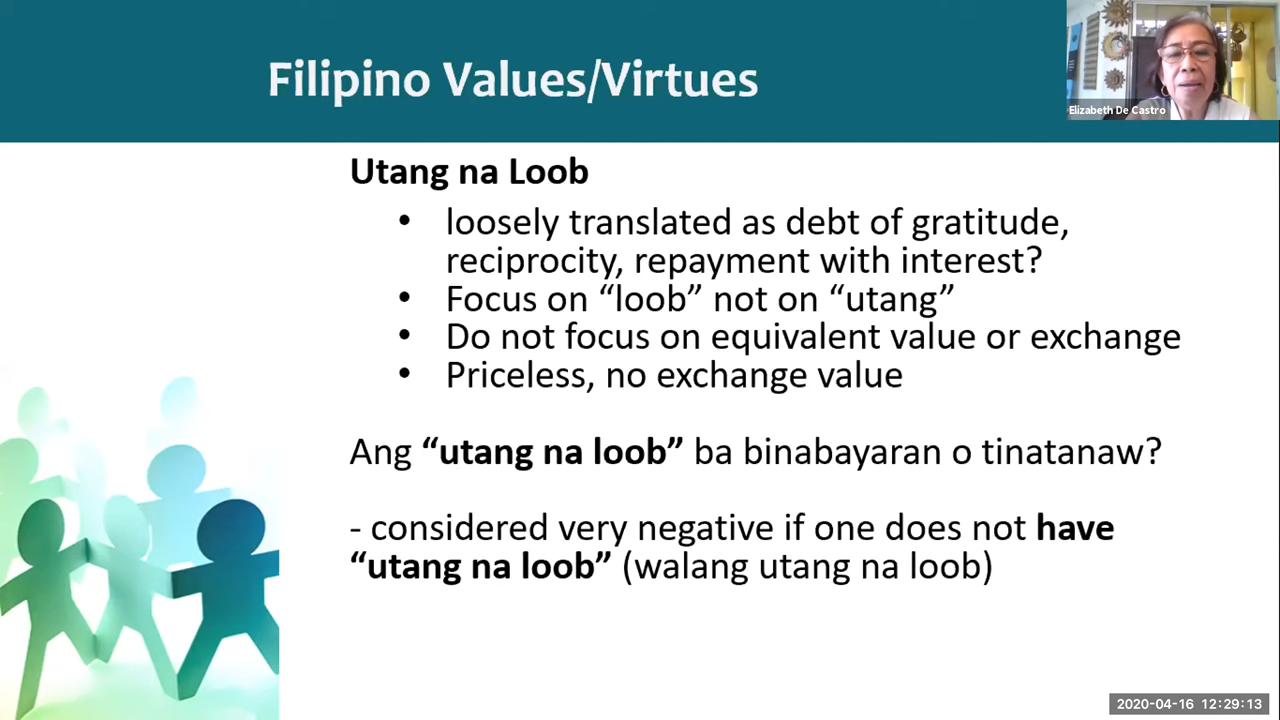 Filipino Values/Virtues
Elizabeth De Castro
Utang na Loob
• loosely translated as debt of gratitude,
reciprocity, repayment with interest?
• Focus on “loob” not on “utang”
• Do not focus on equivalent value or exchange
• Priceless, no exchange value
Ang “utang na loob” ba binabayaran o tinatanaw?
- considered very negative if one does not have
“utang na loob” (walang utang na loob)
2020-04-16 12:29:13